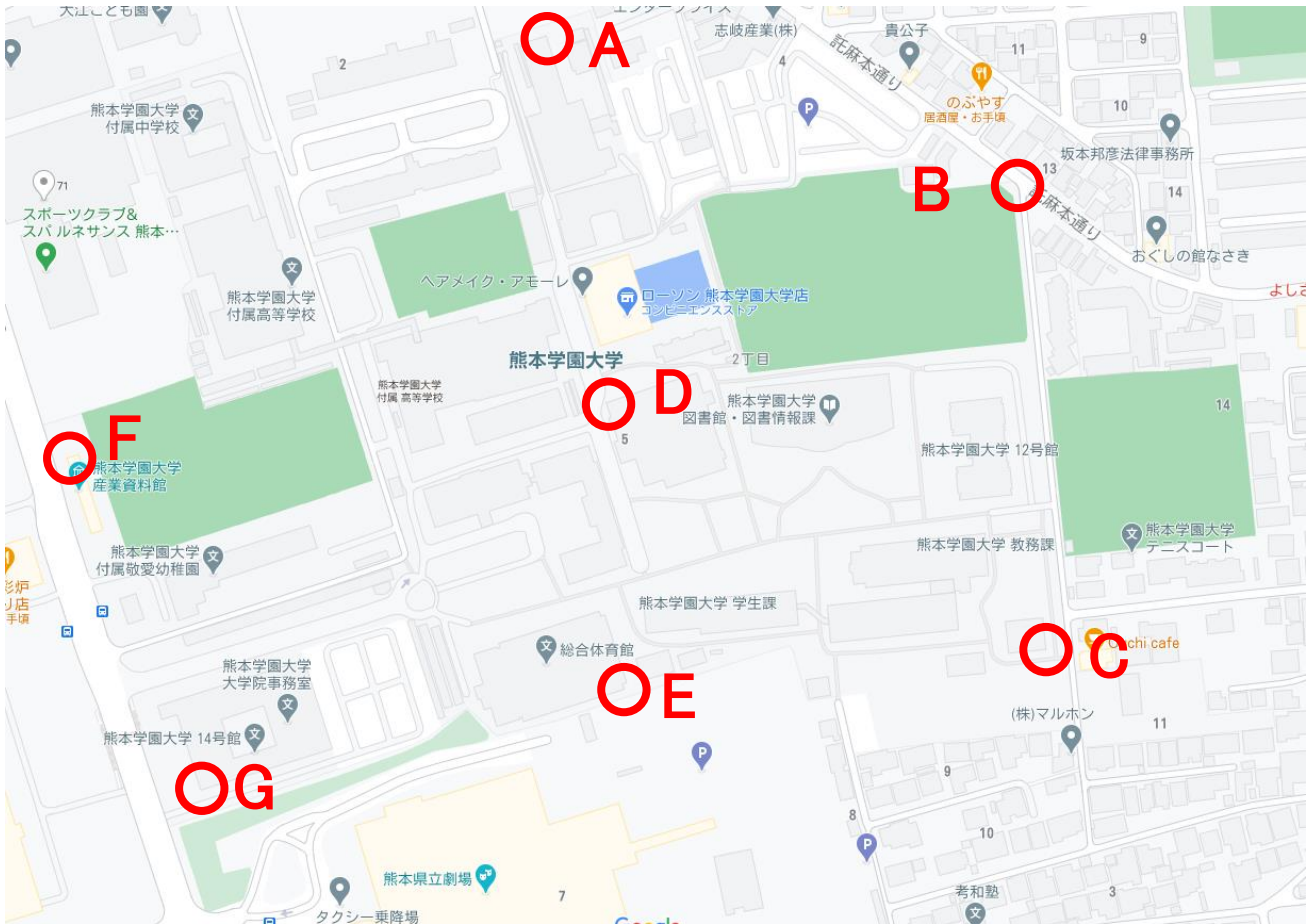 大江こども園
エンタープライズ
志岐産業(株)
A
2
4
託麻本通り
貴公子
11
9
のぶやす
居酒屋・お手頃
10
P
熊本学園大学
付属中学校
坂本邦彦法律事務所
B
13
14
71
スポーツクラブ&
スパ ルネサンス 熊本…
託麻本通り
おぐしの館なさき
ヘアメイク・アモーレ
熊本学園大学
付属高等学校
ローソン 熊本学園大学店
コンビニエンスストア
熊本学園大学
2丁目
熊本学園大学
付属 高等学校
D
熊本学園大学
図書館・図書情報課
14
5
熊本学園大学 12号館
F
熊本学園大学
産業資料館
熊本学園大学
付属敬愛幼稚園
熊本学園大学 教務課
熊本学園大学
テニスコート
り店
手頃
熊本学園大学 学生課
総合体育館
C
chi cafe
熊本学園大学
大学院事務室
E
(株)マルホン
11
熊本学園大学 14号館
P
G
9
8
10
P
熊本県立劇場
7
3
考和塾
タクシー乗降場